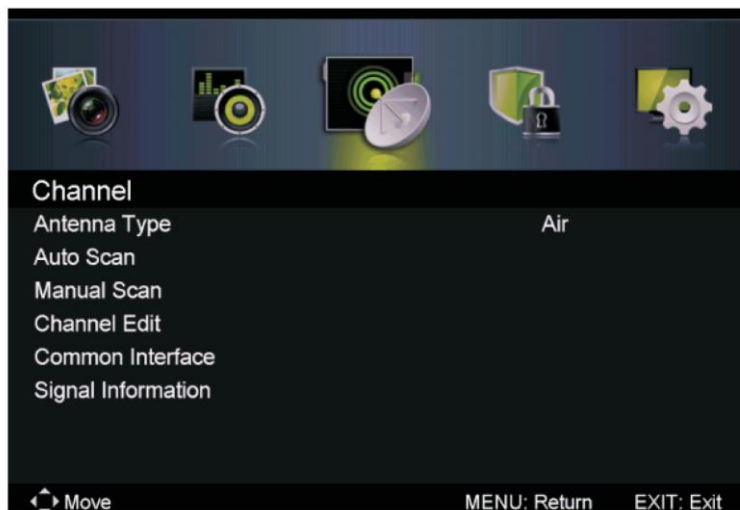 Channel
Antenna Type Air
Auto Scan
Manual Scan
Channel Edit
Common Interface
Signal Information
Move MENU: Return EXIT: Exit